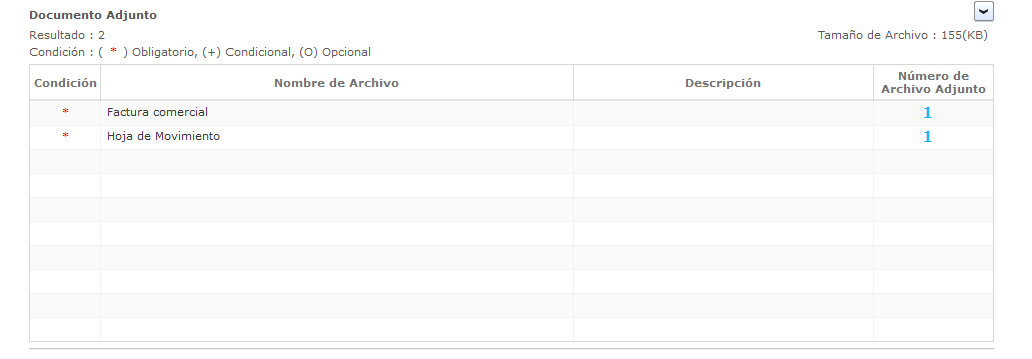 Documento Adjunto
Resultado : 2
Tamaño de Archivo : 155(KB)
Condición : ( * ) Obligatorio, (+) Condicional, (O) Opcional
Condición Nombre de Archivo Descripción Número de Archivo Adjunto
* Factura comercial 1
* Hoja de Movimiento 1